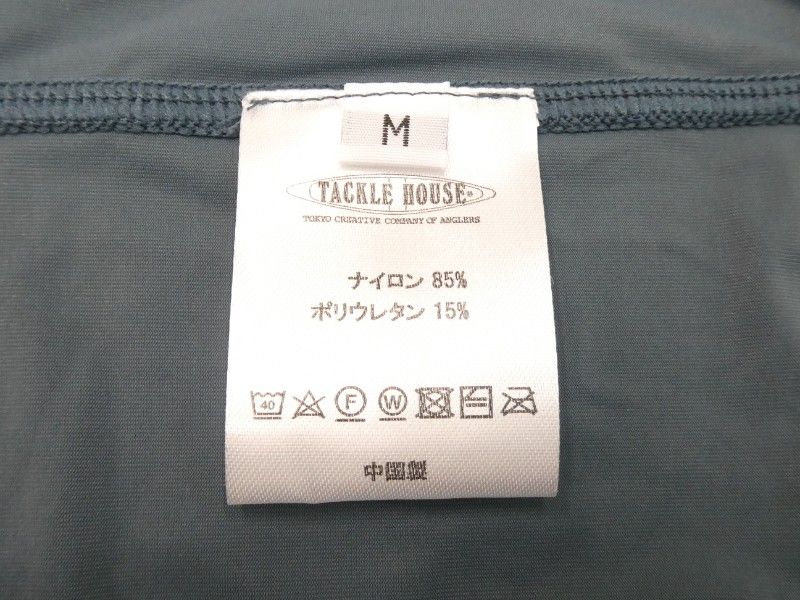 M
TACKLE HOUSE®
TOKYO CREATIVE COMPANY OF ANGLERS
ナイロン 85%
ポリウレタン 15%
40 F W
中国製